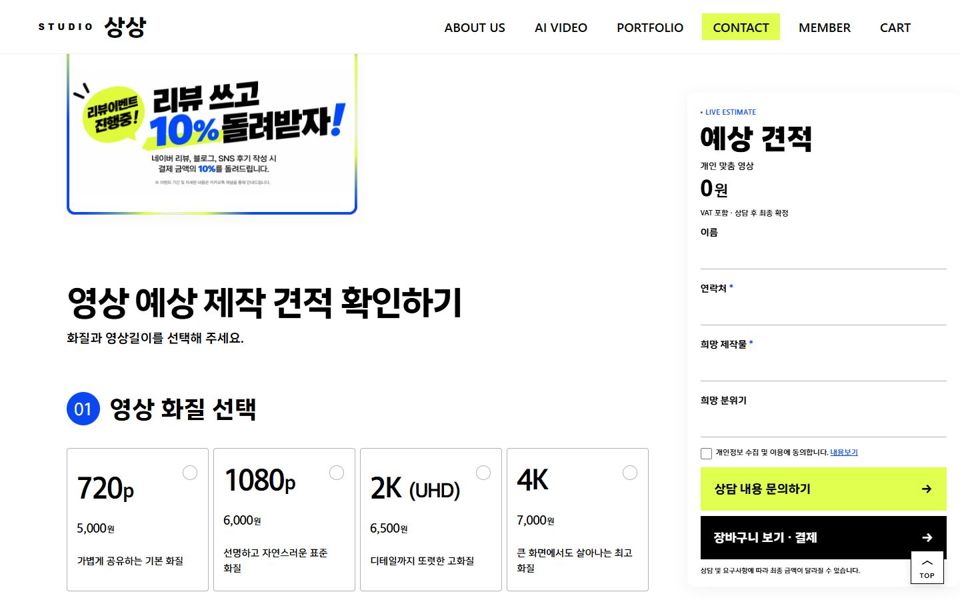 STUDIO 상상
ABOUT US AI VIDEO PORTFOLIO CONTACT MEMBER CART
리뷰이벤트
진행중!
리뷰 쓰고
10% 돌려받자!
네이버 리뷰, 블로그, SNS 후기 작성 시
결제 금액의 10%를 돌려드립니다.
영상 예상 제작 견적 확인하기
화질과 영상길이를 선택해 주세요.
01 영상 화질 선택
720p
5,000원
가볍게 공유하는 기본 화질
1080p
6,000원
선명하고 자연스러운 표준
화질
2K (UHD)
6,500원
디테일까지 또렷한 고화질
4K
7,000원
큰 화면에서도 살아나는 최고
화질
• LIVE ESTIMATE
예상 견적
개인 맞춤 영상
0원
VAT 포함 · 상담 후 최종 확정
이름
연락처 *
희망 제작물 *
희망 분위기
개인정보 수집 및 이용에 동의합니다. 내용보기
상담 내용 문의하기 →
장바구니 보기 · 결제 →
상담 및 요구사항에 따라 최종 금액이 달라질 수 있습니다.
TOP